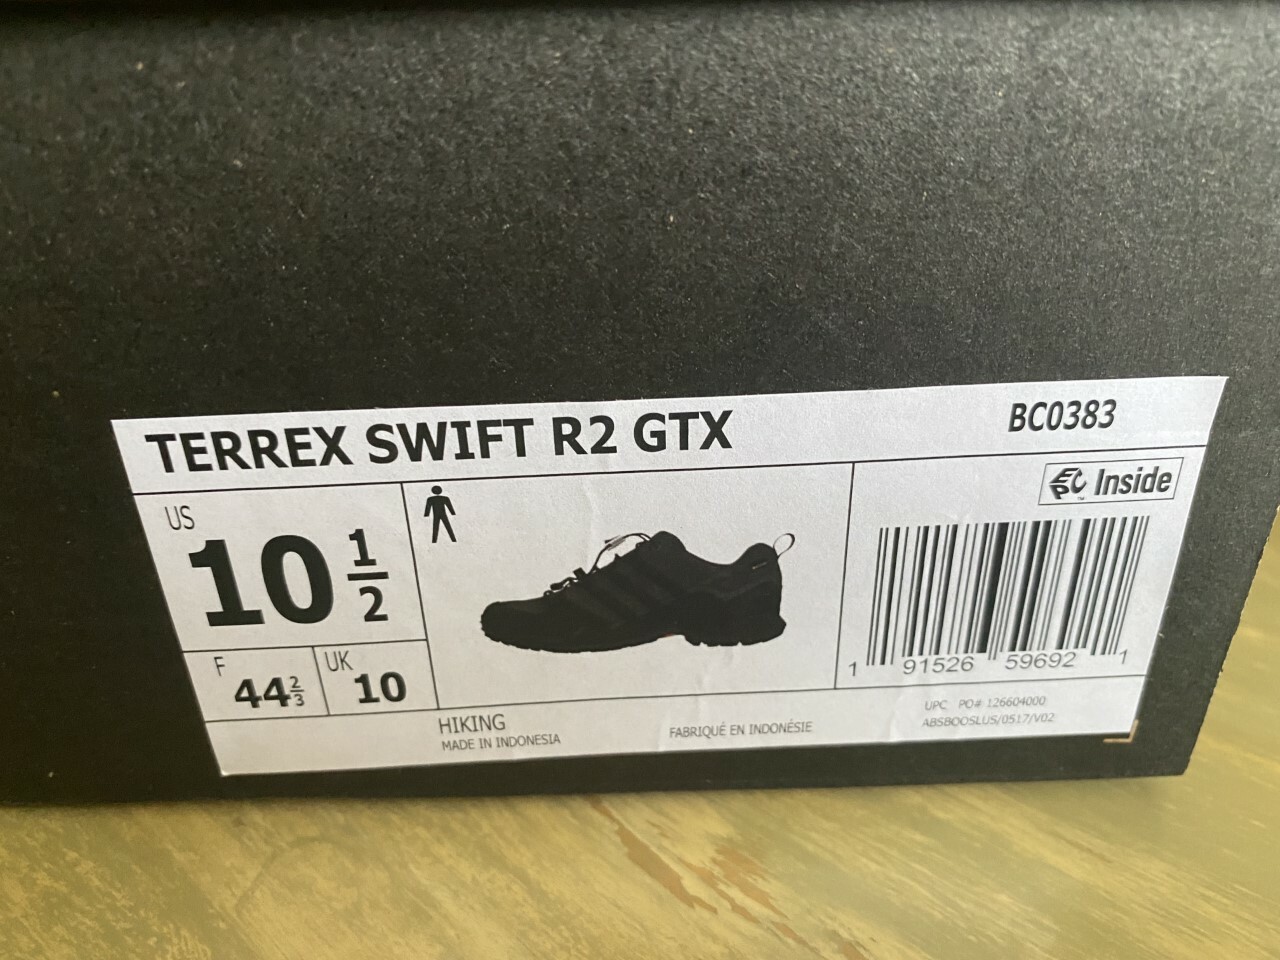 TERREX SWIFT R2 GTX
BC0383
EPC Inside
US
10 1/2
F
44 2/3
UK
10
1 91526 59692 1
HIKING
MADE IN INDONESIA
FABRIQUÉ EN INDONÉSIE
UPC PO# 126604000
ABSBOOSLUS/0517/V02